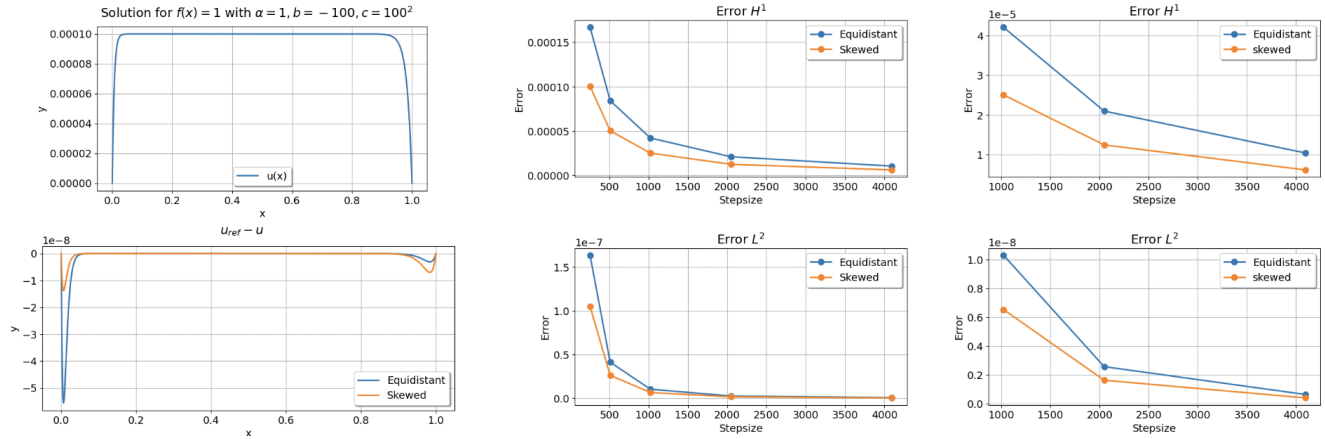 Solution for f(x) = 1 with α = 1, b = −100, c = 100²
0.00010
0.00008
0.00006
0.00004
0.00002
0.00000
y
u(x)
0.0 0.2 0.4 0.6 0.8 1.0
x
Error H¹
0.00015
0.00010
0.00005
0.00000
Error
Equidistant
Skewed
500 1000 1500 2000 2500 3000 3500 4000
Stepsize
Error H¹
1e-5
4
3
2
1
Error
Equidistant
skewed
1000 1500 2000 2500 3000 3500 4000
Stepsize
u_ref − u
1e-8
0
−1
−2
−3
−4
−5
y
Equidistant
Skewed
0.0 0.2 0.4 0.6 0.8 1.0
x
Error L²
1e-7
1.5
1.0
0.5
0.0
Error
Equidistant
Skewed
500 1000 1500 2000 2500 3000 3500 4000
Stepsize
Error L²
1e-8
1.0
0.8
0.6
0.4
0.2
0.0
Error
Equidistant
skewed
1000 1500 2000 2500 3000 3500 4000
Stepsize